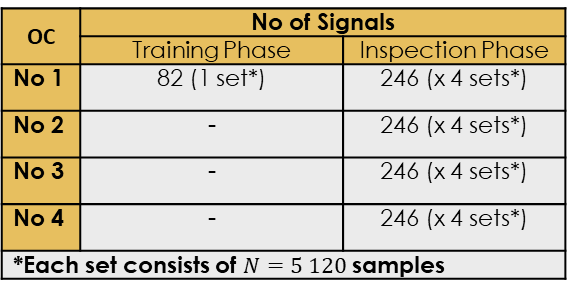 OC
No of Signals
Training Phase Inspection Phase
No 1 82 (1 set*) 246 (x 4 sets*)
No 2 - 246 (x 4 sets*)
No 3 - 246 (x 4 sets*)
No 4 - 246 (x 4 sets*)
*Each set consists of N = 5 120 samples